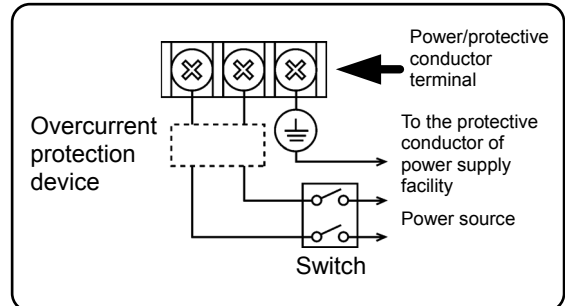 Power/protective
conductor
terminal
Overcurrent
protection
device
To the protective
conductor of
power supply
facility
Power source
Switch